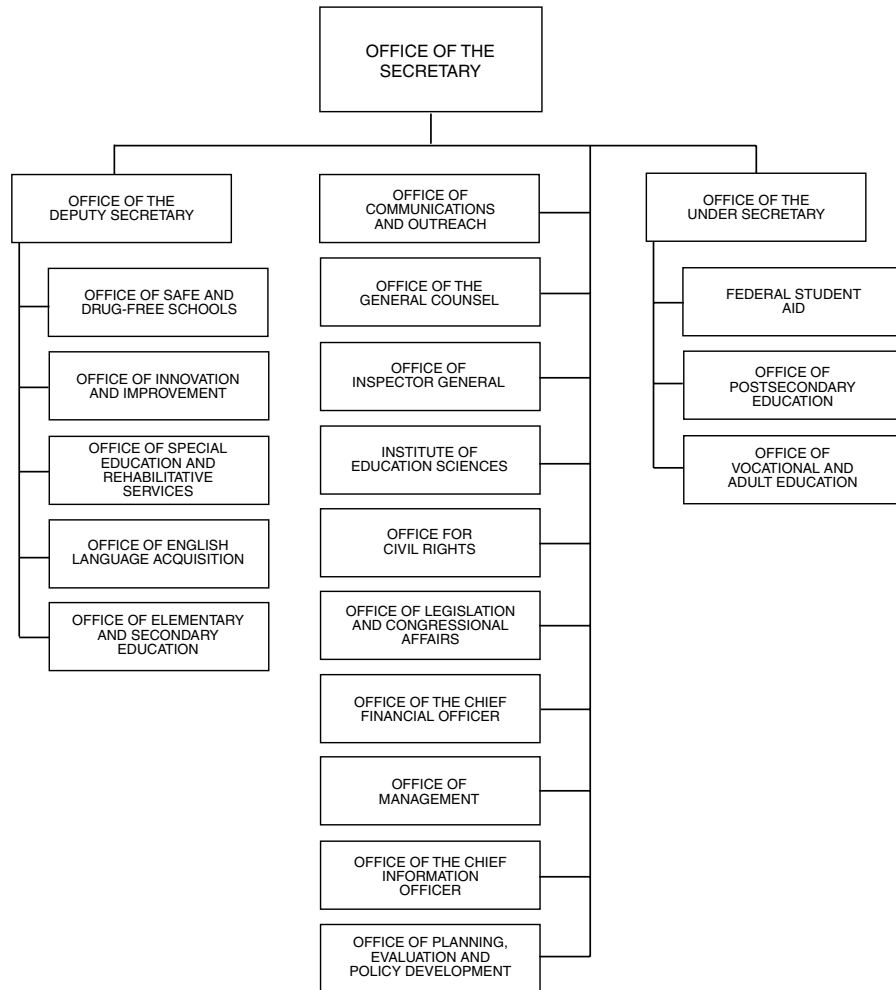 OFFICE OF THE
SECRETARY
OFFICE OF THE
DEPUTY SECRETARY
OFFICE OF SAFE AND
DRUG-FREE SCHOOLS
OFFICE OF INNOVATION
AND IMPROVEMENT
OFFICE OF SPECIAL
EDUCATION AND
REHABILITATIVE
SERVICES
OFFICE OF ENGLISH
LANGUAGE ACQUISITION
OFFICE OF ELEMENTARY
AND SECONDARY
EDUCATION
OFFICE OF
COMMUNICATIONS
AND OUTREACH
OFFICE OF THE
GENERAL COUNSEL
OFFICE OF
INSPECTOR GENERAL
INSTITUTE OF
EDUCATION SCIENCES
OFFICE FOR
CIVIL RIGHTS
OFFICE OF LEGISLATION
AND CONGRESSIONAL
AFFAIRS
OFFICE OF THE CHIEF
FINANCIAL OFFICER
OFFICE OF
MANAGEMENT
OFFICE OF THE CHIEF
INFORMATION
OFFICER
OFFICE OF PLANNING,
EVALUATION AND
POLICY DEVELOPMENT
OFFICE OF THE
UNDER SECRETARY
FEDERAL STUDENT
AID
OFFICE OF
POSTSECONDARY
EDUCATION
OFFICE OF
VOCATIONAL AND
ADULT EDUCATION